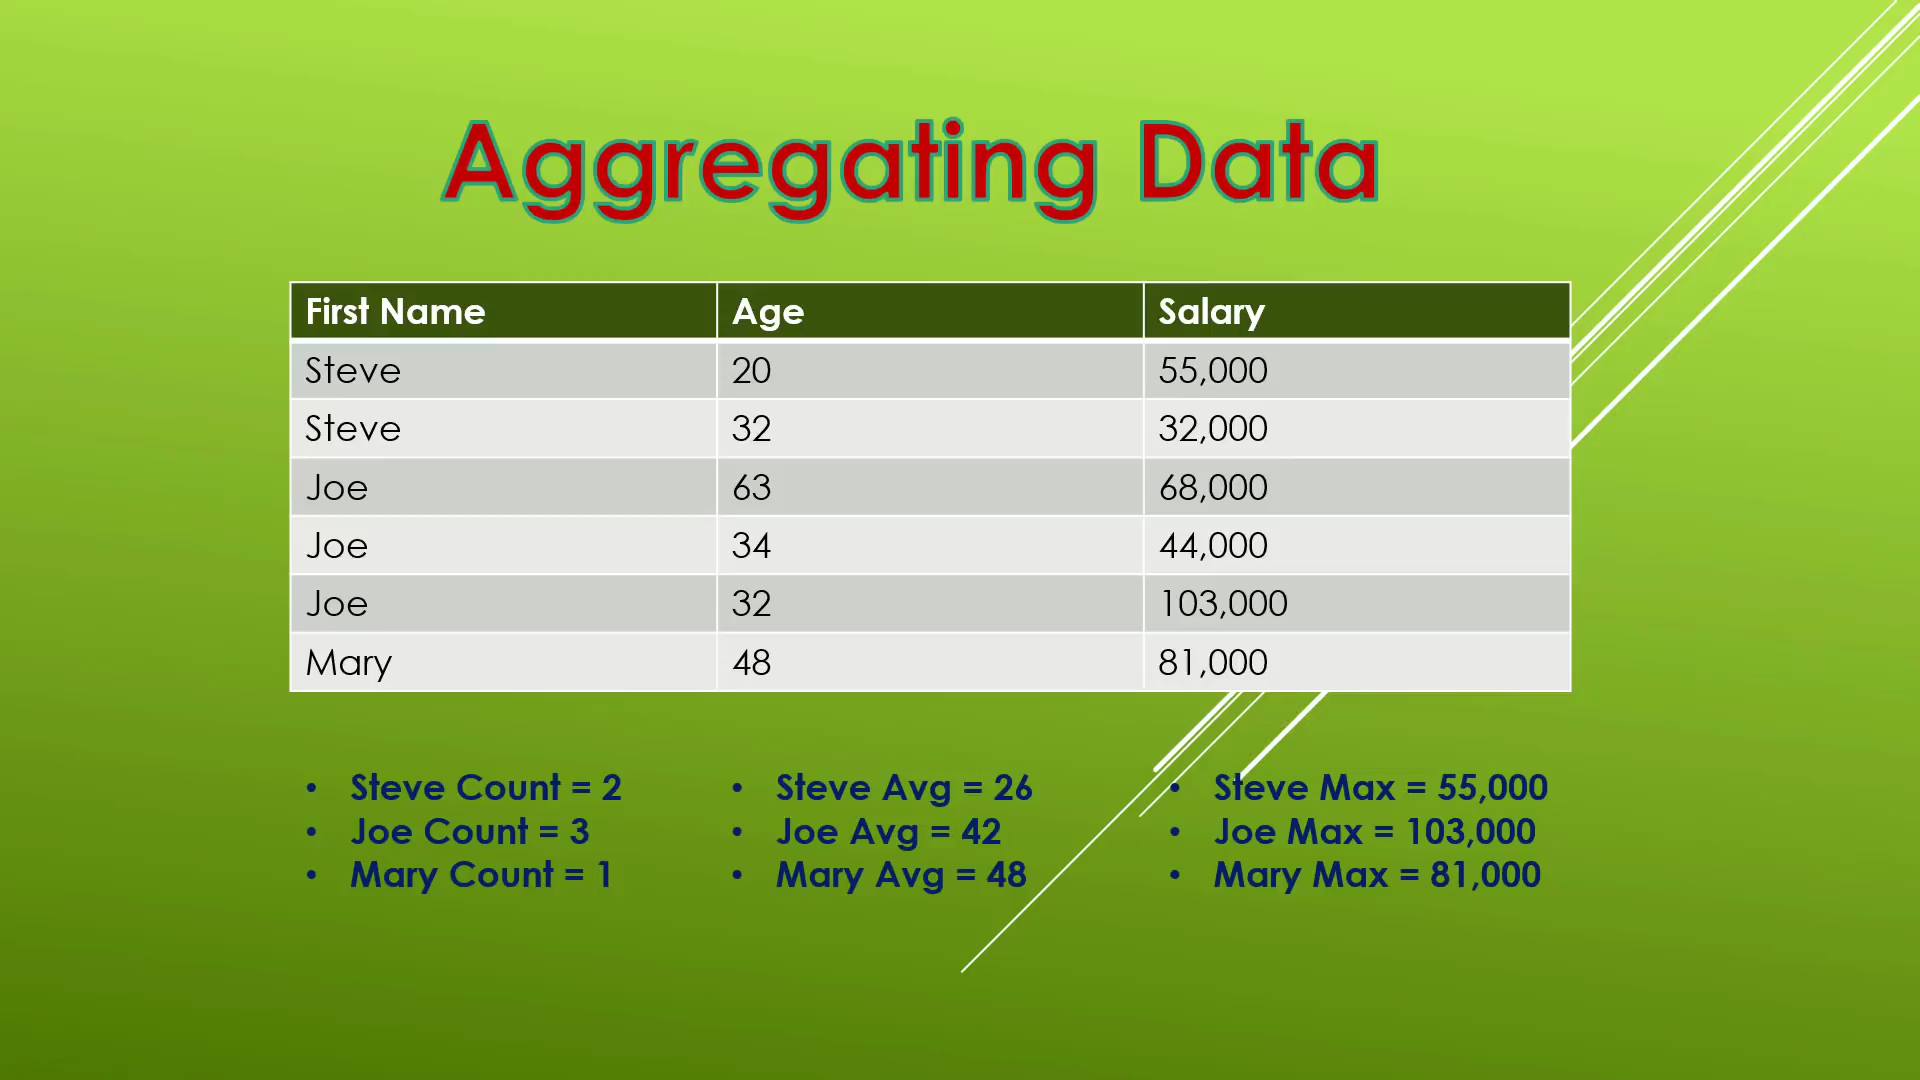 Aggregating Data
First Name Age Salary
Steve 20 55,000
Steve 32 32,000
Joe 63 68,000
Joe 34 44,000
Joe 32 103,000
Mary 48 81,000
• Steve Count = 2
• Joe Count = 3
• Mary Count = 1
• Steve Avg = 26
• Joe Avg = 42
• Mary Avg = 48
• Steve Max = 55,000
• Joe Max = 103,000
• Mary Max = 81,000